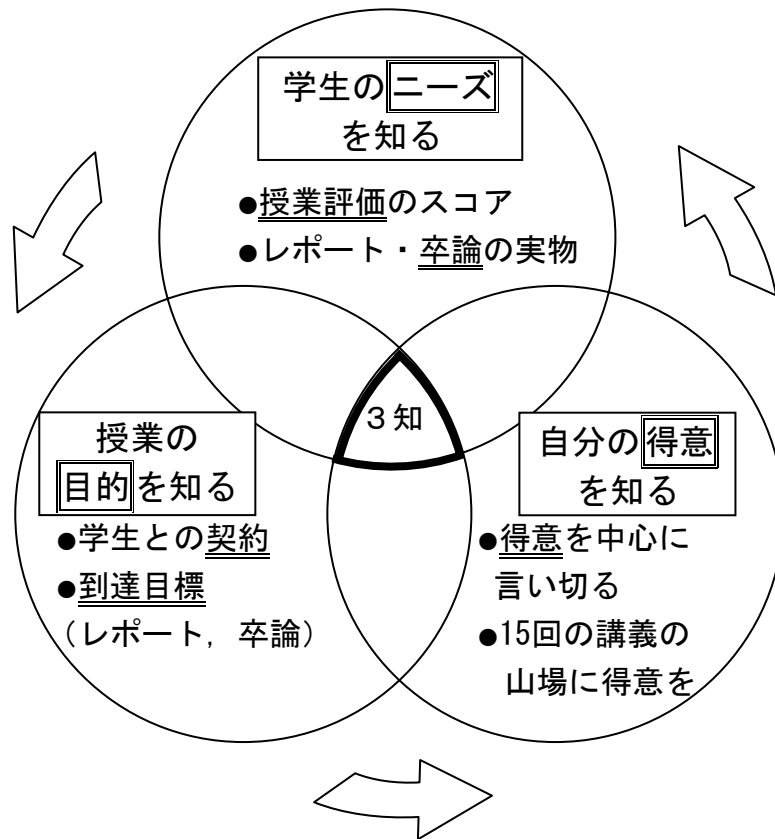 学生のニーズ
を知る
●授業評価のスコア
●レポート・卒論の実物
3知
授業の
目的を知る
●学生との契約
●到達目標
(レポート，卒論)
自分の得意
を知る
●得意を中心に
言い切る
●15回の講義の
山場に得意を